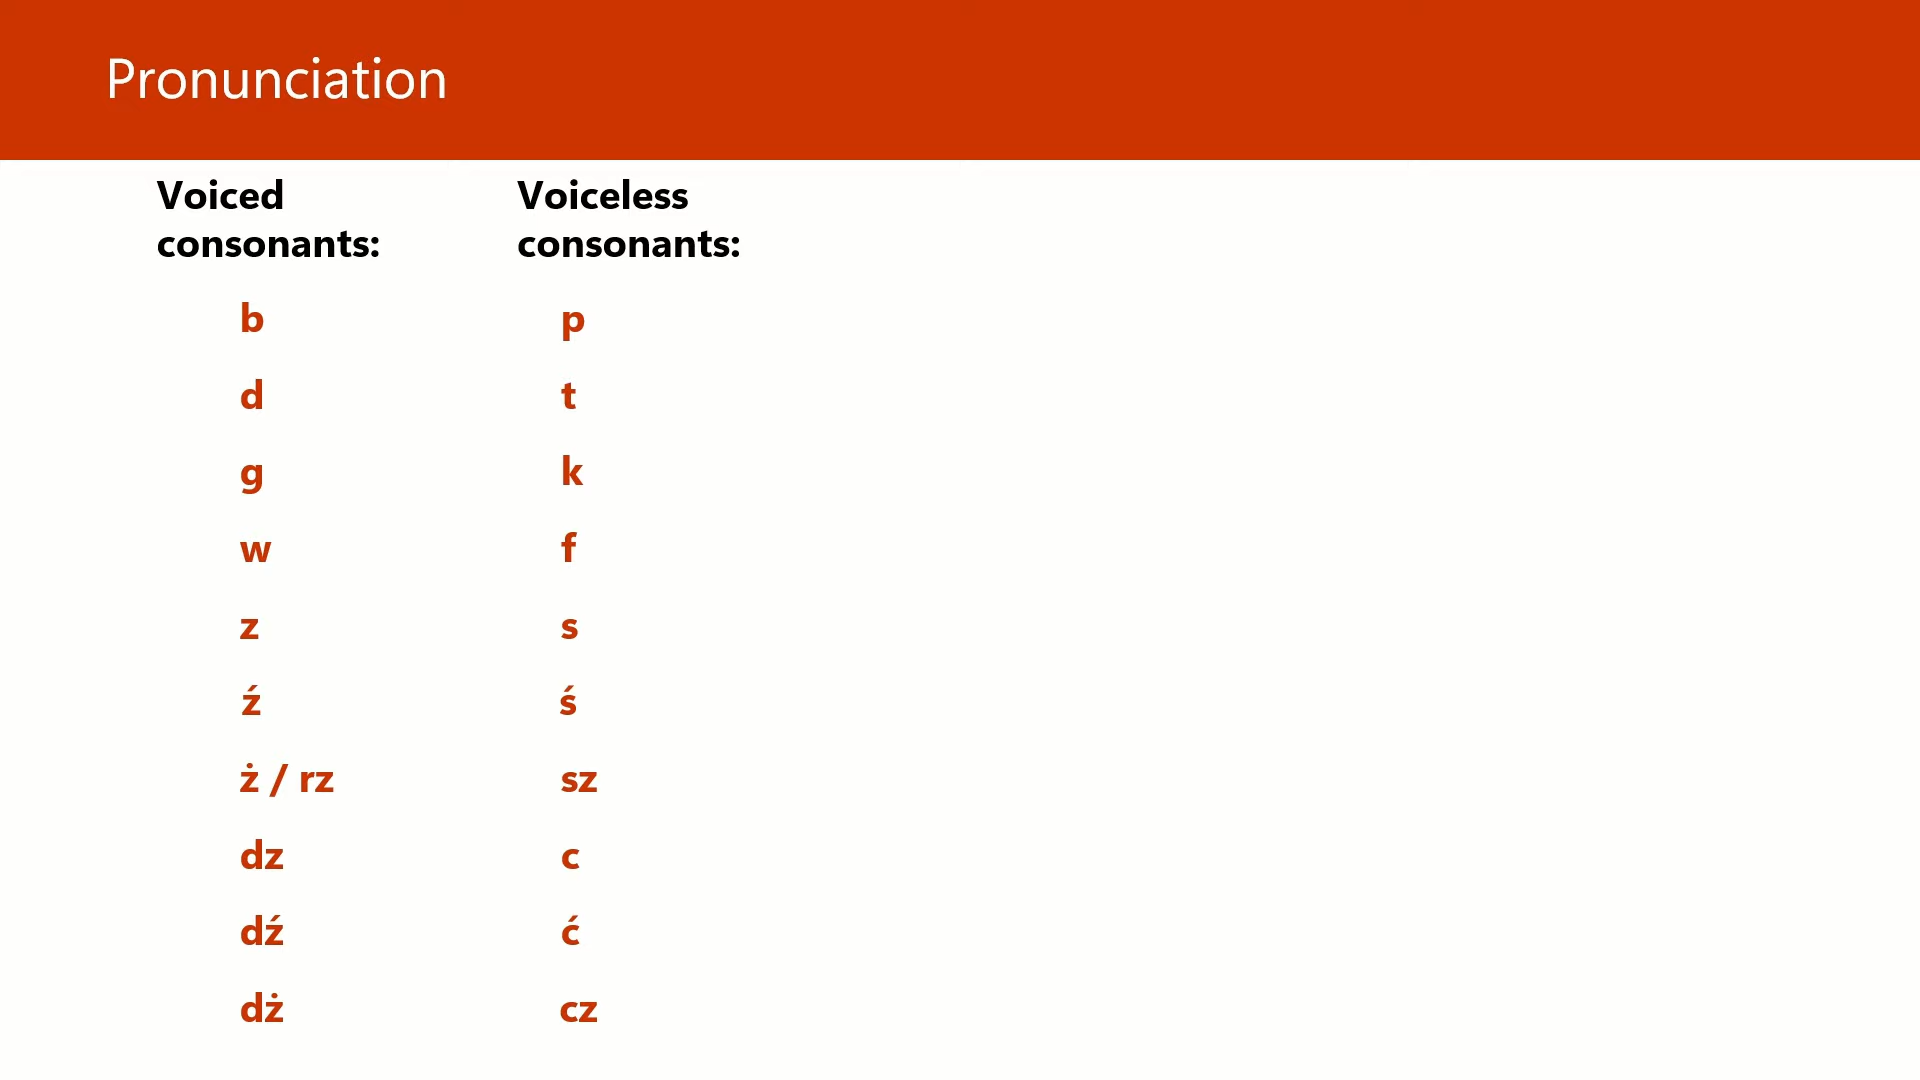 Pronunciation
Voiced consonants:
Voiceless consonants:
b p
d t
g k
w f
z s
ź ś
ż / rz sz
dz c
dź ć
dż cz